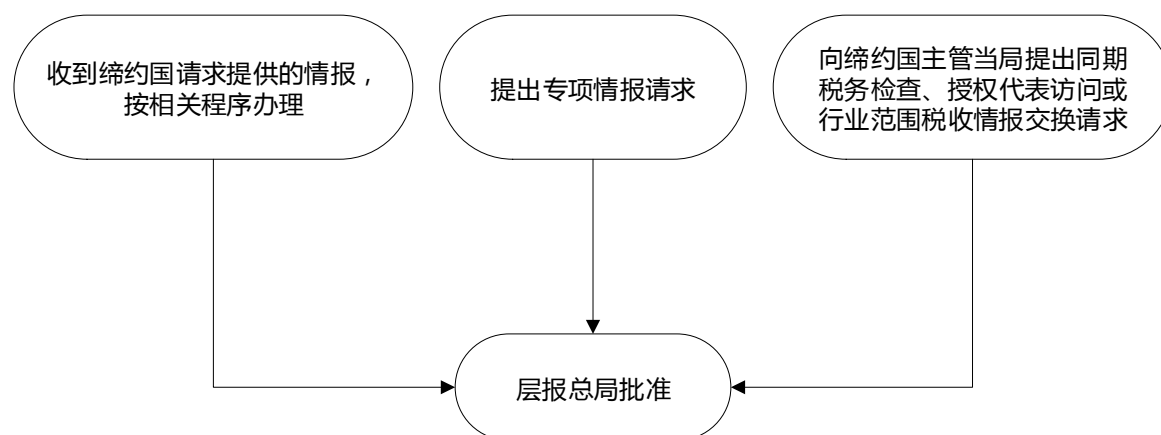 收到缔约国请求提供的情报，
按相关程序办理
提出专项情报请求
向缔约国主管当局提出同期
税务检查、授权代表访问或
行业范围税收情报交换请求
层报总局批准